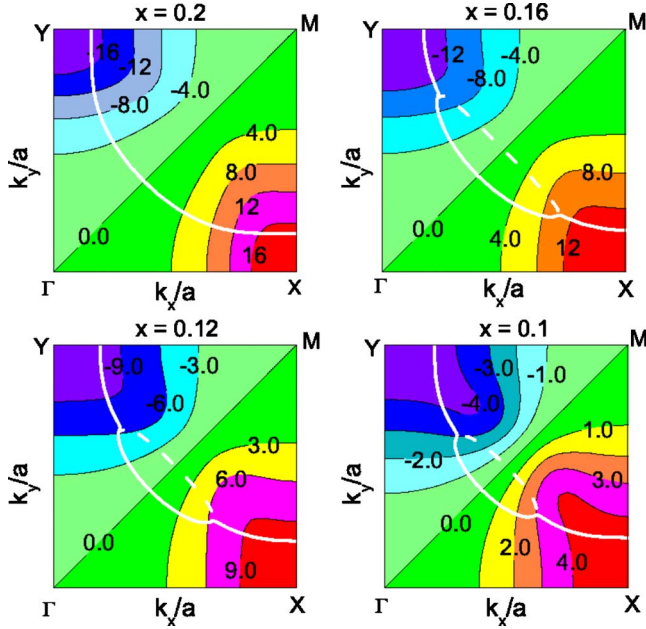 x = 0.2
Y
M
-16
-12
-8.0
-4.0
4.0
8.0
12
16
0.0
k_y/a
Γ
k_x/a
X
x = 0.16
Y
M
-12
-8.0
-4.0
8.0
4.0
12
0.0
k_y/a
Γ
k_x/a
X
x = 0.12
Y
M
-9.0
-6.0
-3.0
3.0
6.0
9.0
0.0
k_y/a
Γ
k_x/a
X
x = 0.1
Y
M
-3.0
-1.0
-4.0
-2.0
1.0
3.0
2.0
4.0
0.0
k_y/a
Γ
k_x/a
X